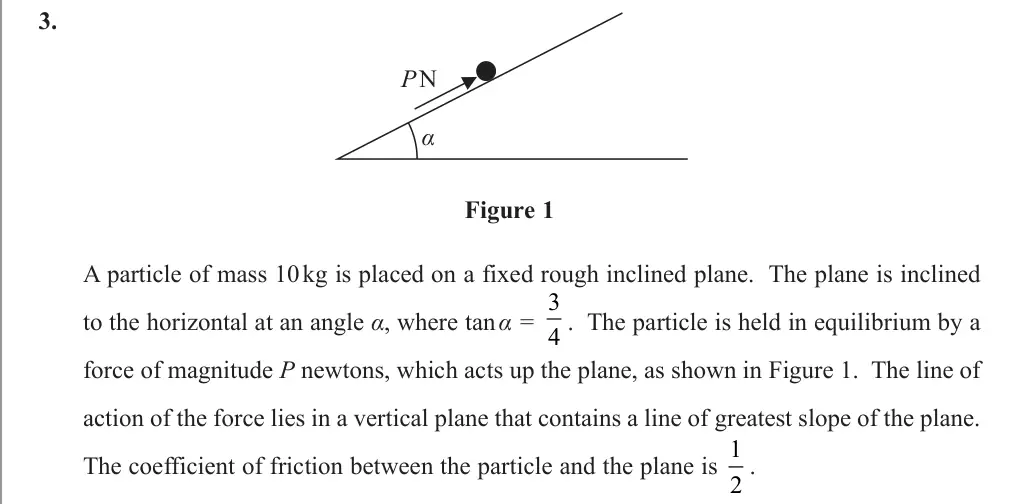 3.
P N
α
Figure 1
A particle of mass 10 kg is placed on a fixed rough inclined plane. The plane is inclined
to the horizontal at an angle α, where tan α = 3/4. The particle is held in equilibrium by a
force of magnitude P newtons, which acts up the plane, as shown in Figure 1. The line of
action of the force lies in a vertical plane that contains a line of greatest slope of the plane.
The coefficient of friction between the particle and the plane is 1/2.